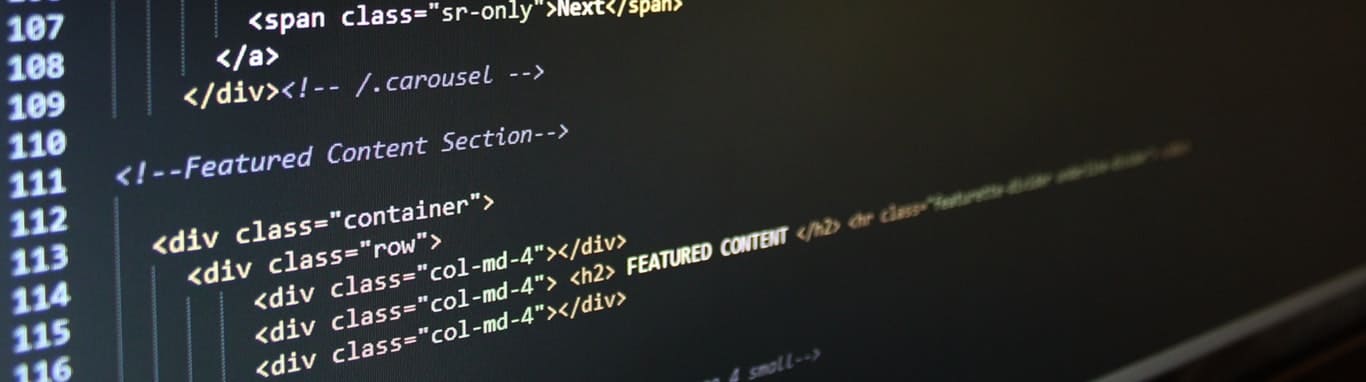 107 <span class="sr-only">Next</span>
108 </a>
109 </div><!-- /.carousel -->
110
111 <!--Featured Content Section-->
112
113 <div class="container">
114 <div class="row">
115 <div class="col-md-4"></div>
116 <div class="col-md-4"> <h2> FEATURED CONTENT </h2> <hr class="featurette-divider
<div class="col-md-4"></div>
4 small-->